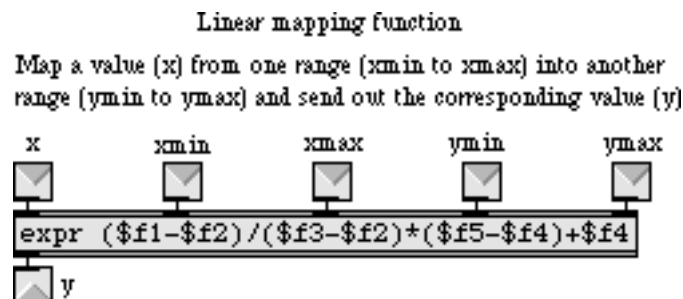 Linear mapping function
Map a value (x) from one range (xmin to xmax) into another
range (ymin to ymax) and send out the corresponding value (y)
x xmin xmax ymin ymax
expr ($f1-$f2)/($f3-$f2)*($f5-$f4)+$f4
y